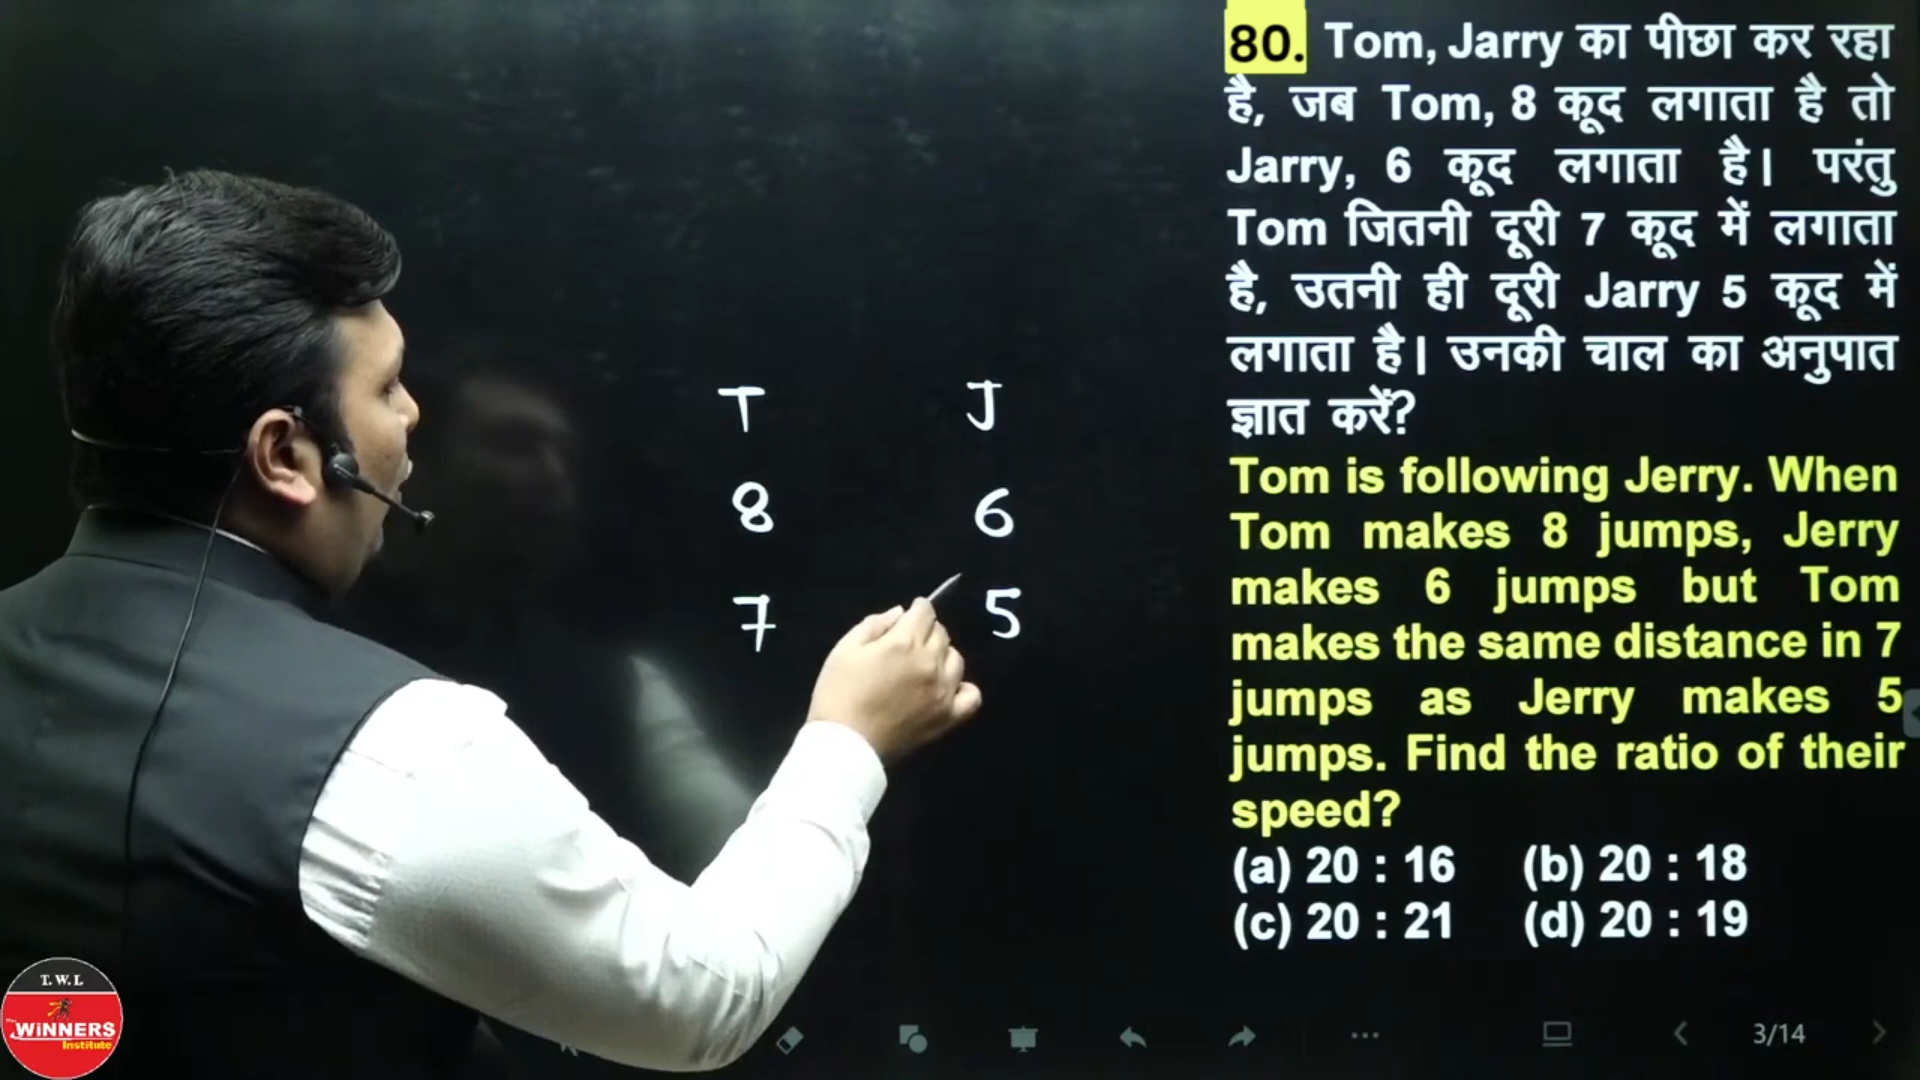 80. Tom, Jarry का पीछा कर रहा
है, जब Tom, 8 कूद लगाता है तो
Jarry, 6 कूद लगाता है। परंतु
Tom जितनी दूरी 7 कूद में लगाता
है, उतनी ही दूरी Jarry 5 कूद में
लगाता है। उनकी चाल का अनुपात
ज्ञात करें?
Tom is following Jerry. When
Tom makes 8 jumps, Jerry
makes 6 jumps but Tom
makes the same distance in 7
jumps as Jerry makes 5
jumps. Find the ratio of their
speed?
(a) 20 : 16 (b) 20 : 18
(c) 20 : 21 (d) 20 : 19
T J
8 6
7 5
T.W.L
WiNNERS
Institute
3/14